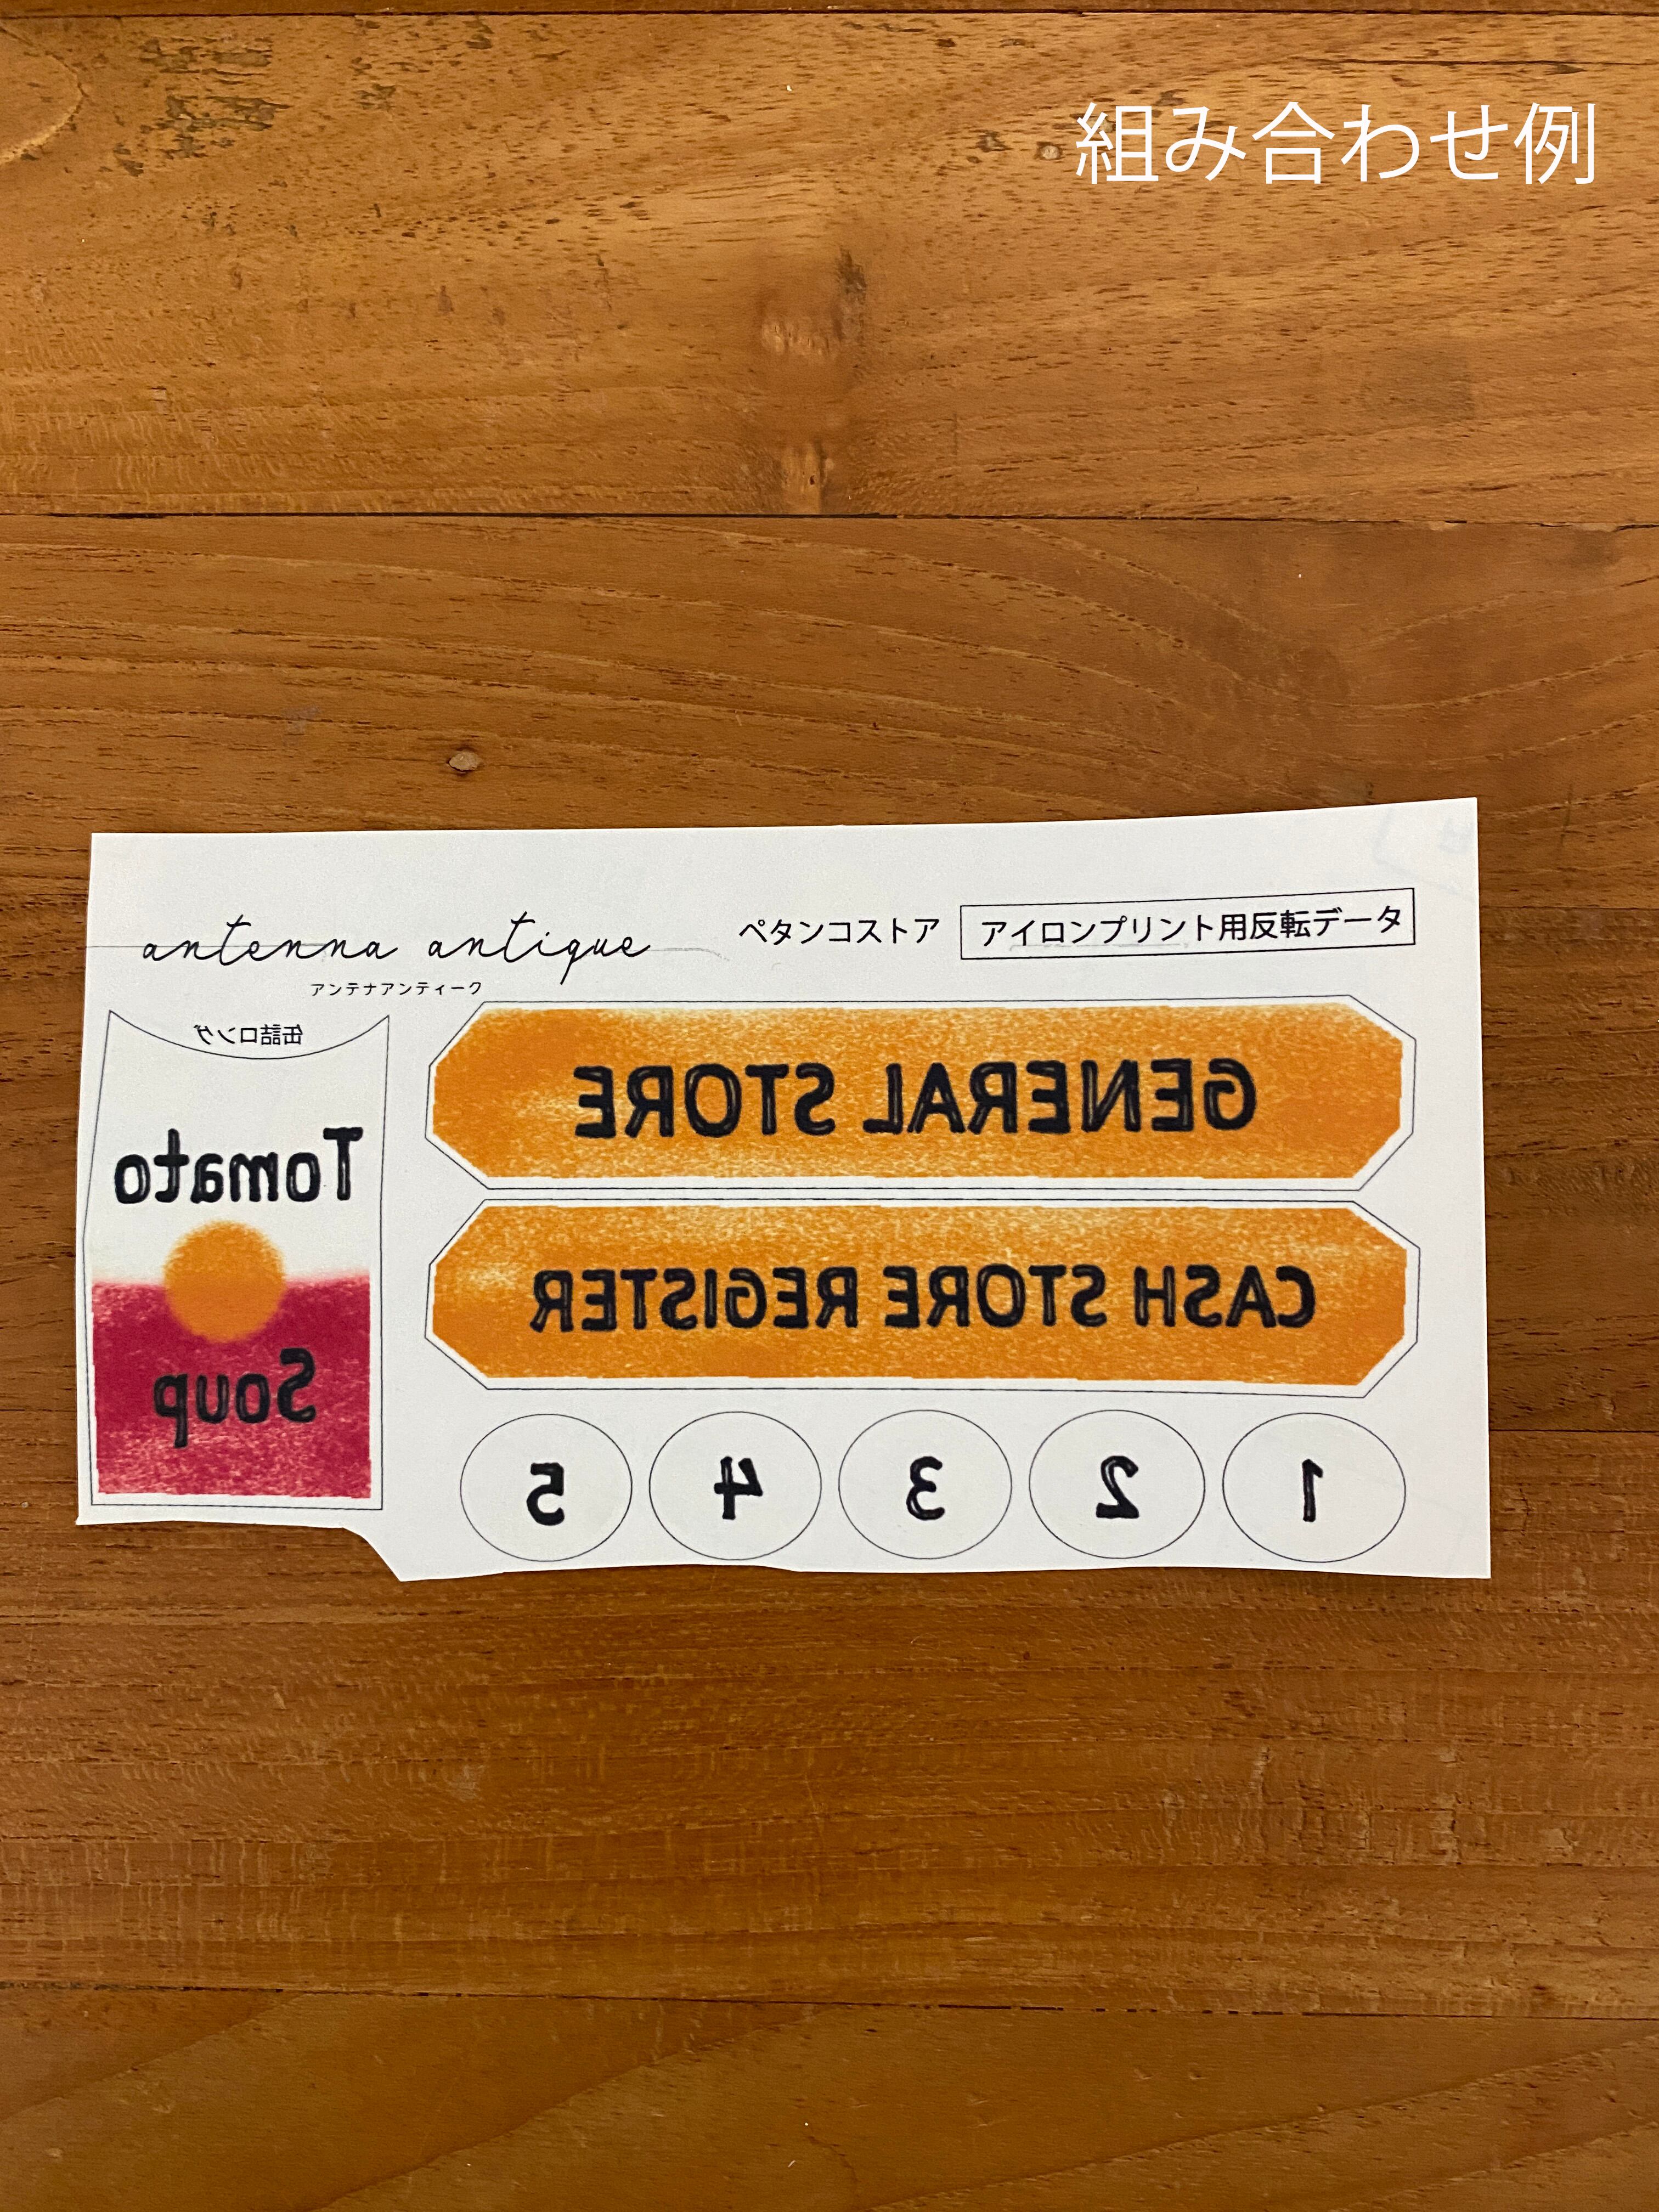 組み合わせ例
antenna antique
アンテナアンティーク
ペタンコストア
アイロンプリント用反転データ
缶詰ロング
Tomato
Soup
GENERAL STORE
CASH STORE REGISTER
5 4 3 2 1